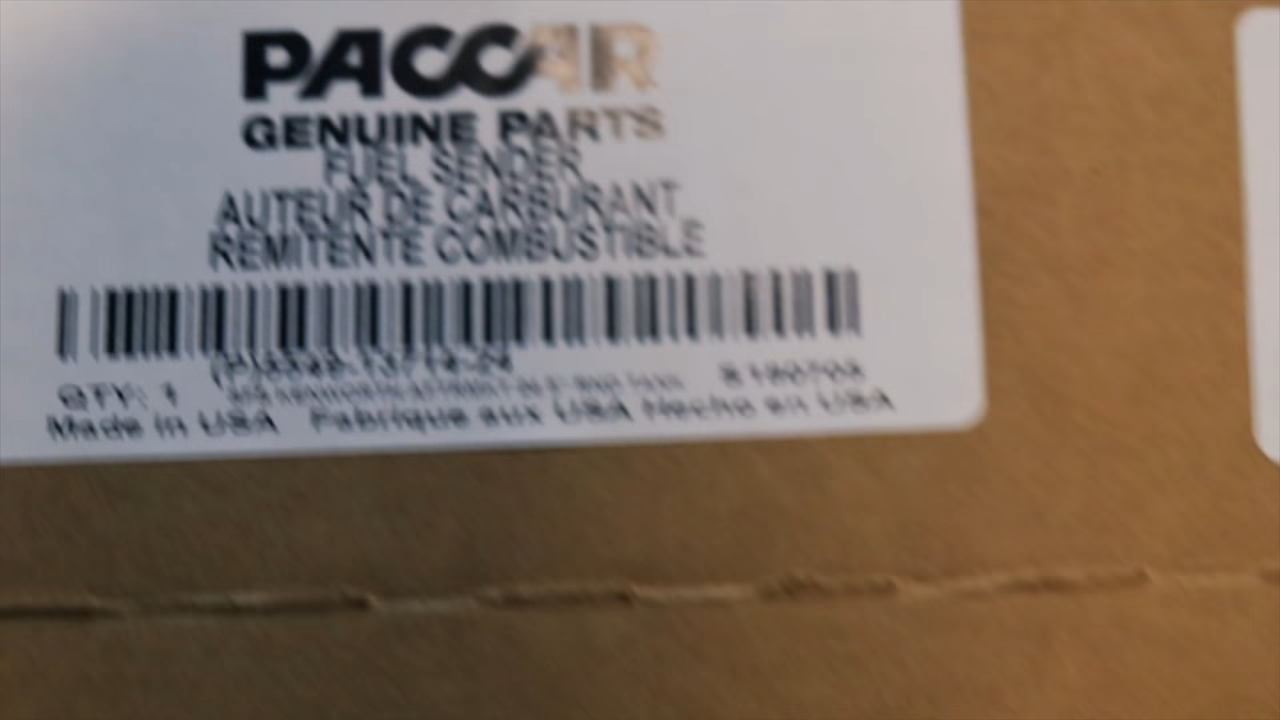 PACCAR
GENUINE PARTS
FUEL SENDER
AUTEUR DE CARBURANT
REMITENTE COMBUSTIBLE
QTY: 1
Made in USA Fabrique aux USA Hecho en USA